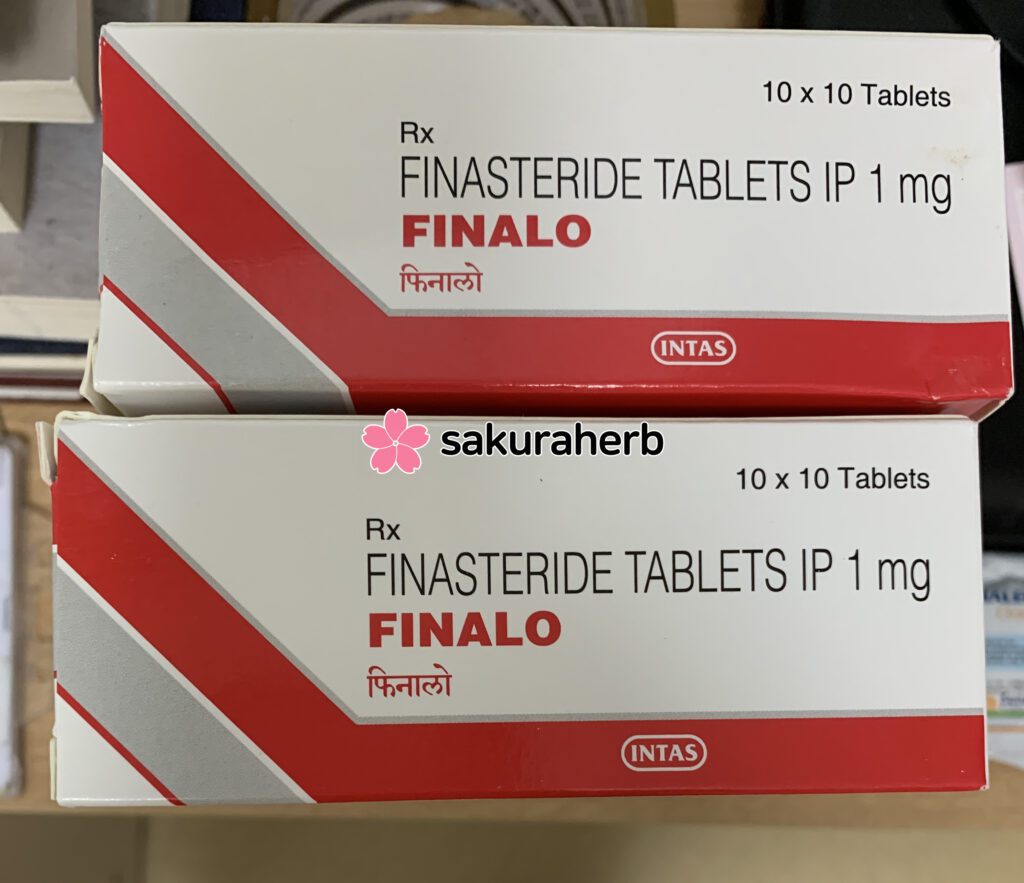 10 x 10 Tablets
Rx
FINASTERIDE TABLETS IP 1 mg
FINALO
फिनालो
INTAS
sakuraherb
10 x 10 Tablets
Rx
FINASTERIDE TABLETS IP 1 mg
FINALO
फिनालो
INTAS